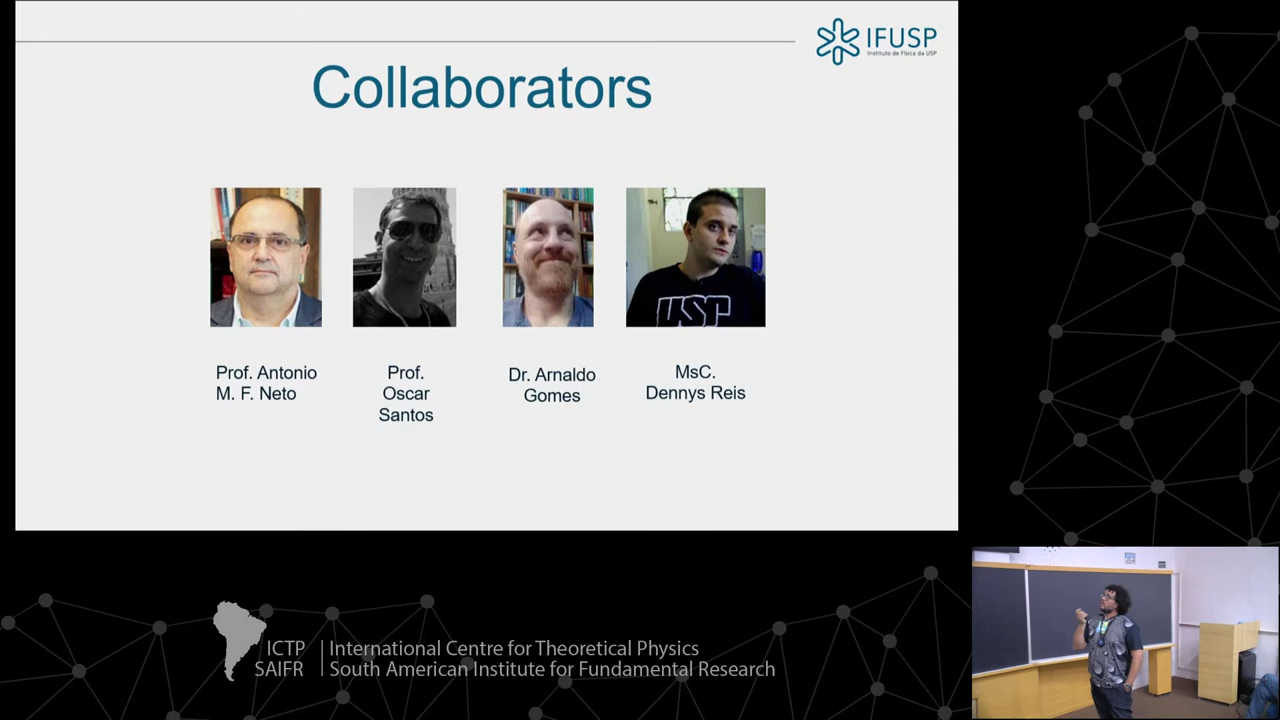 IFUSP
Instituto de Física da USP
Collaborators
USP
Prof. Antonio
M. F. Neto
Prof.
Oscar
Santos
Dr. Arnaldo
Gomes
MsC.
Dennys Reis
ICTP
SAIFR
International Centre for Theoretical Physics
South American Institute for Fundamental Research